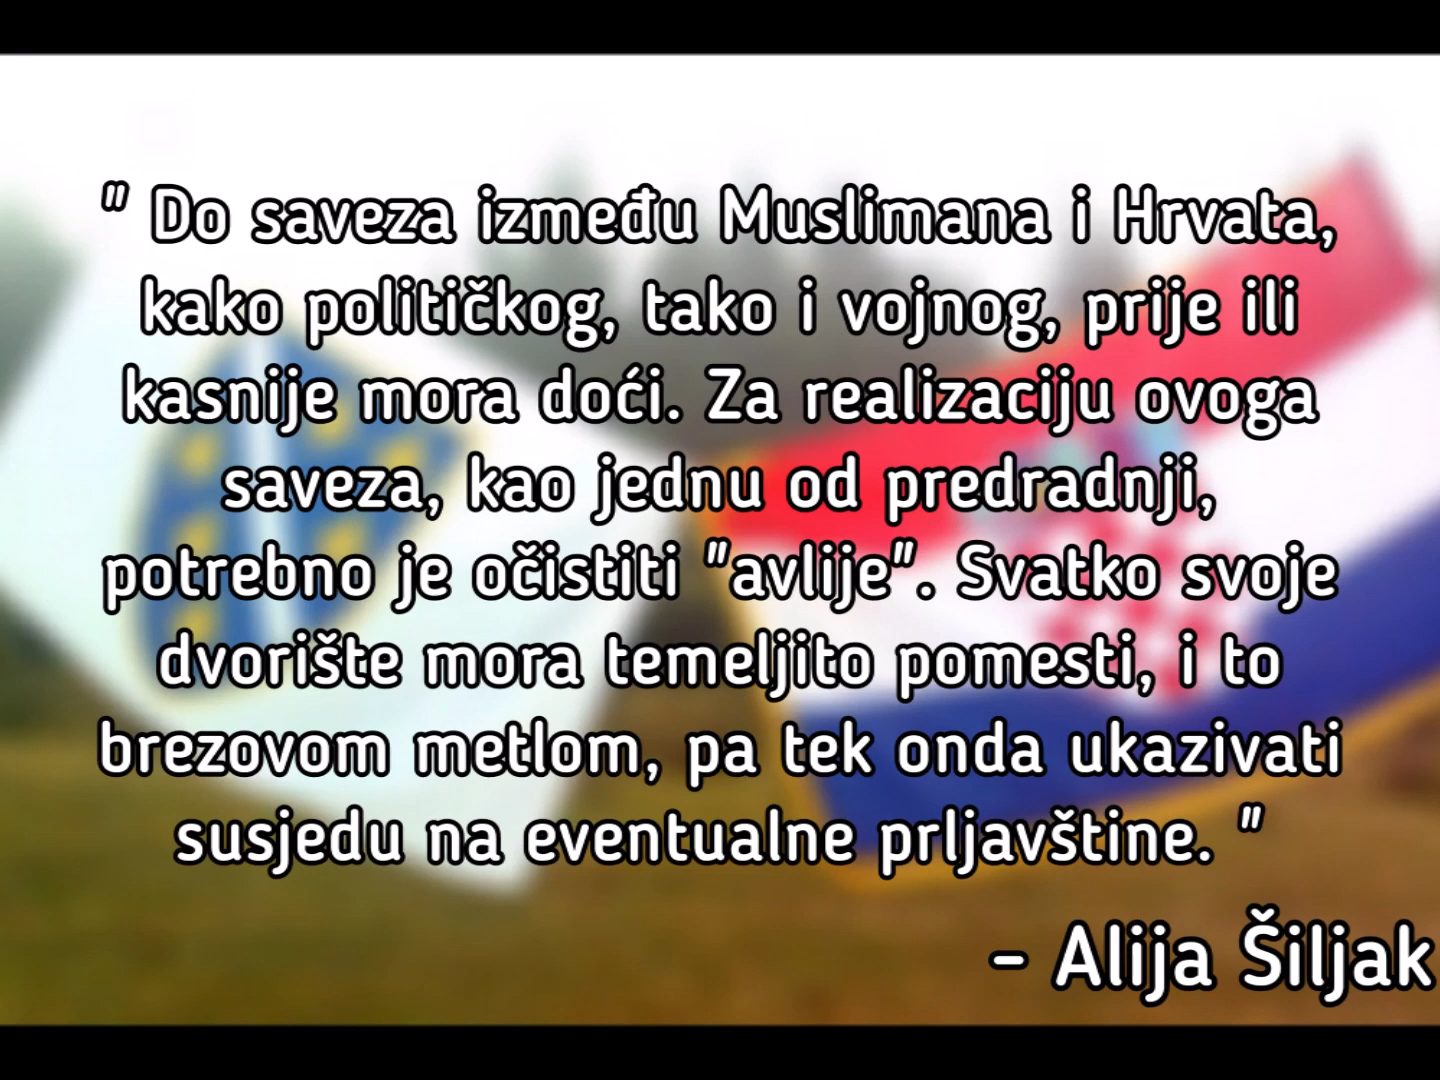 " Do saveza između Muslimana i Hrvata,
kako političkog, tako i vojnog, prije ili
kasnije mora doći. Za realizaciju ovoga
saveza, kao jednu od predradnji,
potrebno je očistiti "avlije". Svatko svoje
dvorište mora temeljito pomesti, i to
brezovom metlom, pa tek onda ukazivati
susjedu na eventualne prljavštine. "
- Alija Šiljak